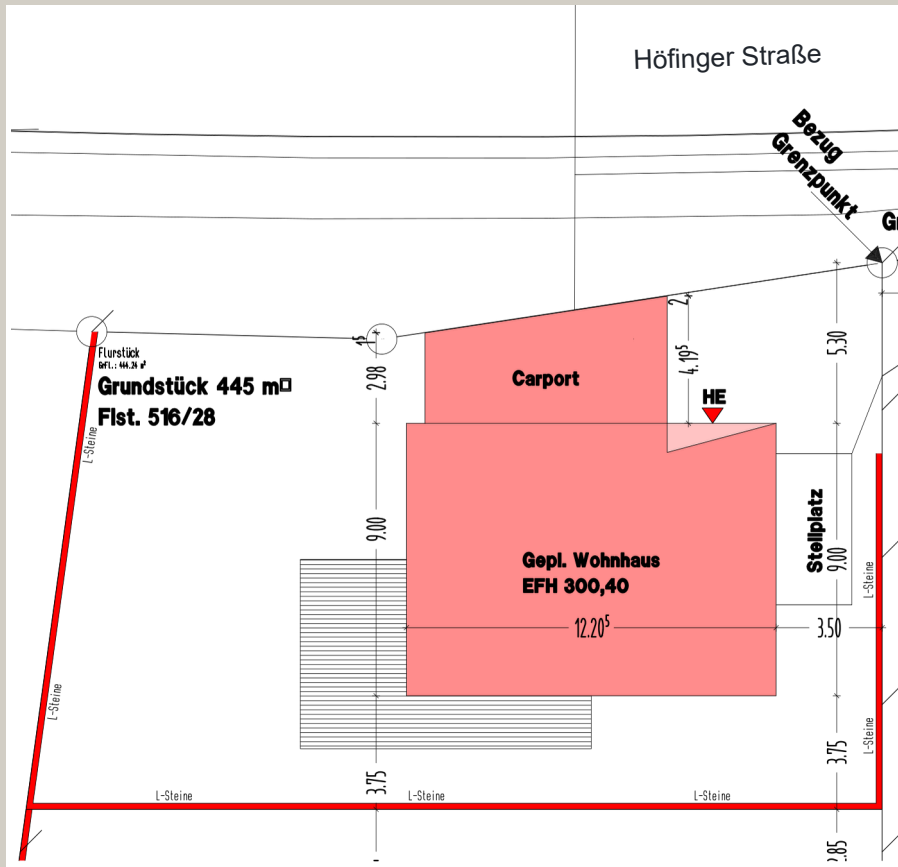 Höfinger Straße
Bezug
Grenzpunkt
Flurstück
Grundstück 445 m□
Flst. 516/28
L-Steine
L-Steine
15
2.98
9.00
3.75
Carport
2
4.19⁵
HE
5.30
Gepl. Wohnhaus
EFH 300,40
12.20⁵
Stellplatz
9.00
3.50
L-Steine
L-Steine
3.75
L-Steine
L-Steine
L-Steine